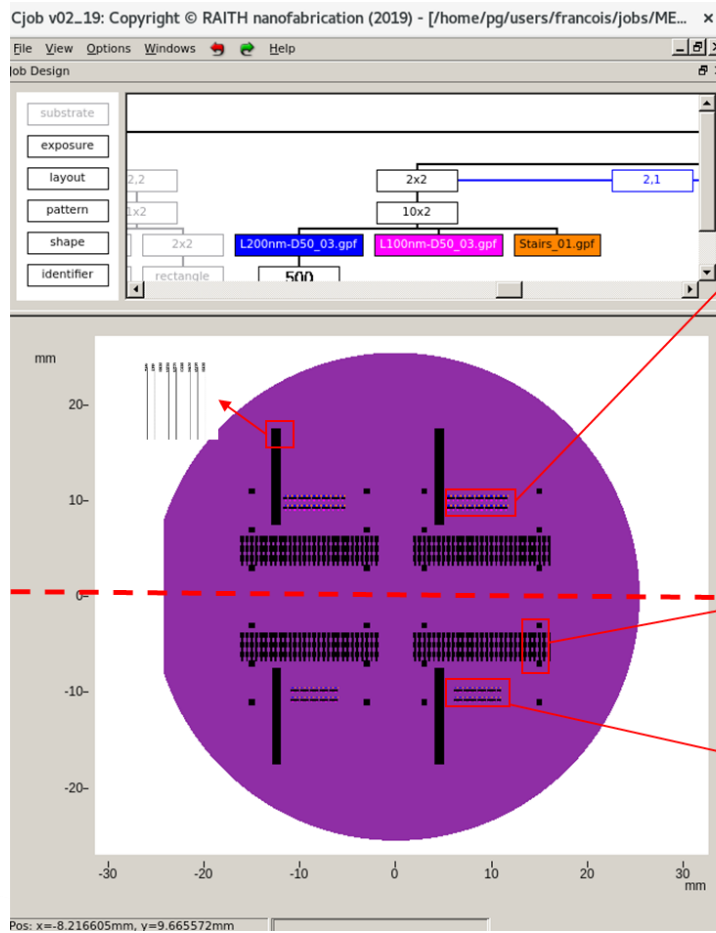 Cjob v02_19: Copyright © RAITH nanofabrication (2019) - [/home/pg/users/francois/jobs/ME... ×
File View Options Windows Help
Job Design
substrate
exposure
layout
pattern
shape
identifier
2,2
1x2
2x2
rectangle
2x2
2,1
10x2
L200nm-D50_03.gpf
L100nm-D50_03.gpf
Stairs_01.gpf
500
mm
20
10
0
-10
-20
-30 -20 -10 0 10 20 30
mm
Pos: x=-8.216605mm, y=9.665572mm